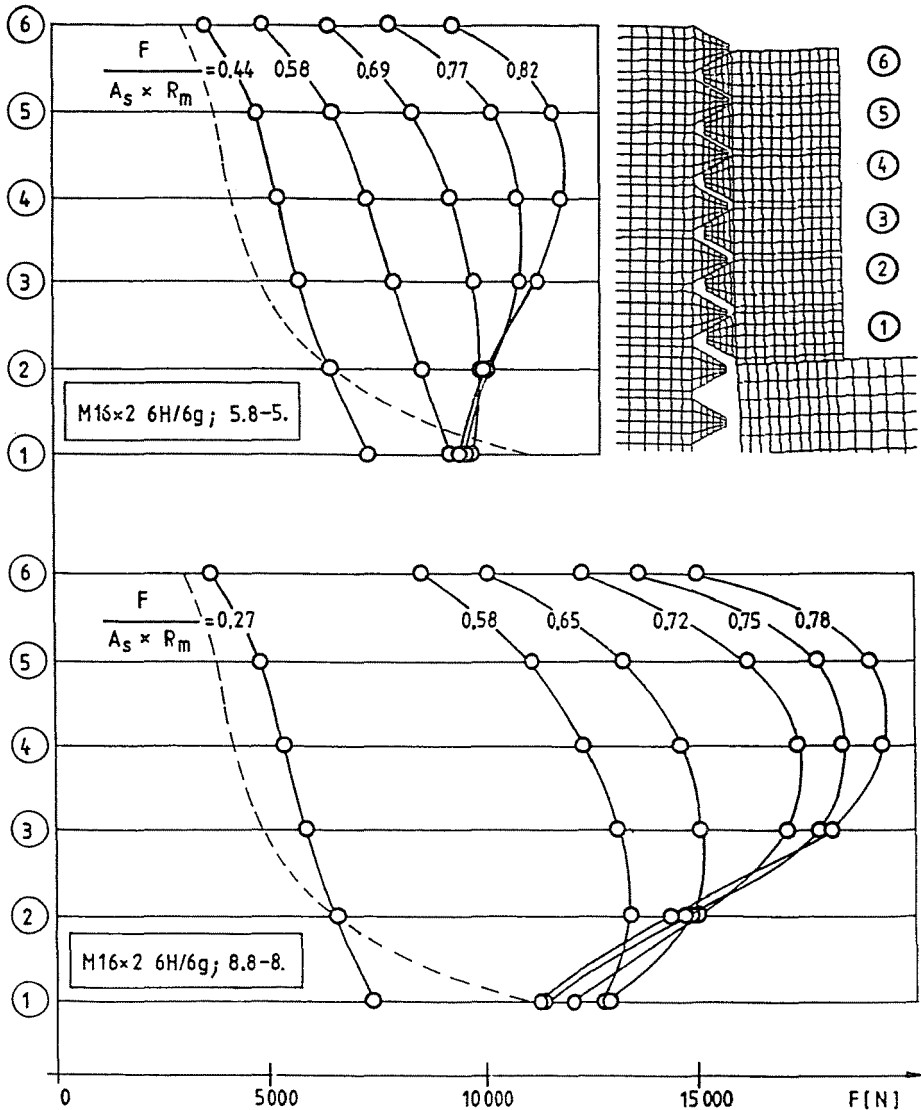 6
F
0.44 0.58 0.69 0.77 0.82
A_s × R_m =
5
4
3
2
M16×2 6H/6g; 5.8-5.
1
6
5
4
3
2
1
6
F
0.27 0.58 0.65 0.72 0.75 0.78
A_s × R_m =
5
4
3
2
M16×2 6H/6g; 8.8-8.
1
0 5000 10000 15000 F[N]